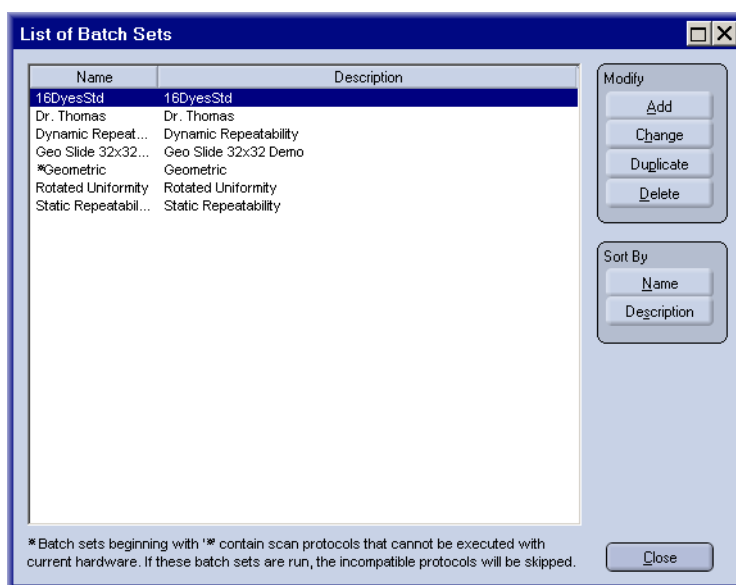 List of Batch Sets
Name Description
16DyesStd 16DyesStd
Dr. Thomas Dr. Thomas
Dynamic Repeat... Dynamic Repeatability
Geo Slide 32x32... Geo Slide 32x32 Demo
*Geometric Geometric
Rotated Uniformity Rotated Uniformity
Static Repeatabil... Static Repeatability
Modify
Add
Change
Duplicate
Delete
Sort By
Name
Description
* Batch sets beginning with '*' contain scan protocols that cannot be executed with
current hardware. If these batch sets are run, the incompatible protocols will be skipped.
Close